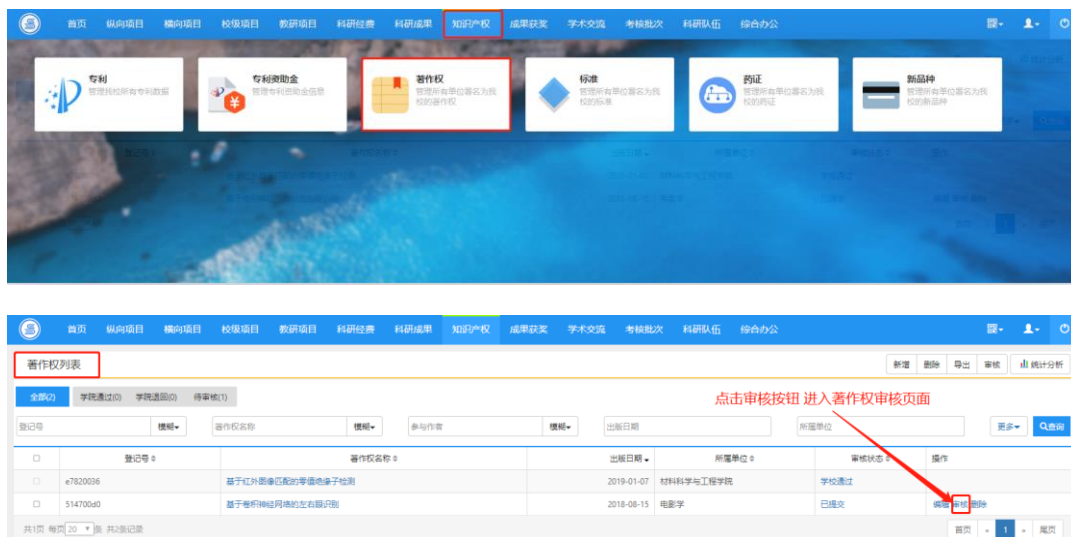 首页 纵向项目 横向项目 校级项目 教研项目 科研经费 科研成果 知识产权 成果获奖 学术交流 考核批次 科研队伍 综合办公
专利
管理我校所有专利数据
专利资助金
管理专利资助金信息
著作权
管理所有单位署名为我校的著作权
标准
管理所有单位署名为我校的标准
药证
管理所有单位署名为我校的药证
新品种
管理所有单位署名为我校的新品种
首页 纵向项目 横向项目 校级项目 教研项目 科研经费 科研成果 知识产权 成果获奖 学术交流 考核批次 科研队伍 综合办公
著作权列表 新增 删除 导出 审核 统计分析
全部(2) 学院通过(0) 学院退回(0) 待审核(1)
点击审核按钮 进入著作权审核页面
登记号 模糊 著作权名称 模糊 参与作者 模糊 出版日期 所属单位 更多 查询
登记号 著作权名称 出版日期 所属单位 审核状态 操作
e7820036 基于红外图像匹配的零值绝缘子检测 2019-01-07 材料科学与工程学院 学校通过
514700d0 基于卷积神经网络的左右眼识别 2018-08-15 电影学 已提交 编辑 审核 删除
共1页 每页 20 条 共2条记录 首页 « 1 » 尾页